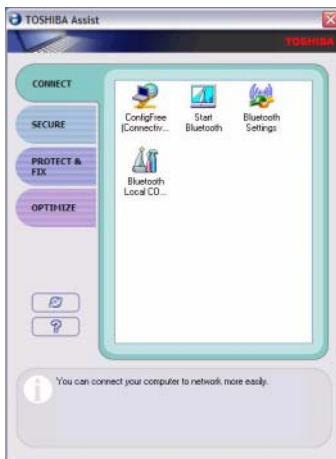 TOSHIBA Assist
TOSHIBA
CONNECT
SECURE
PROTECT &
FIX
OPTIMIZE
ConfigFree
(Connectiv...
Start
Bluetooth
Bluetooth
Settings
Bluetooth
Local CO...
?
You can connect your computer to network more easily.